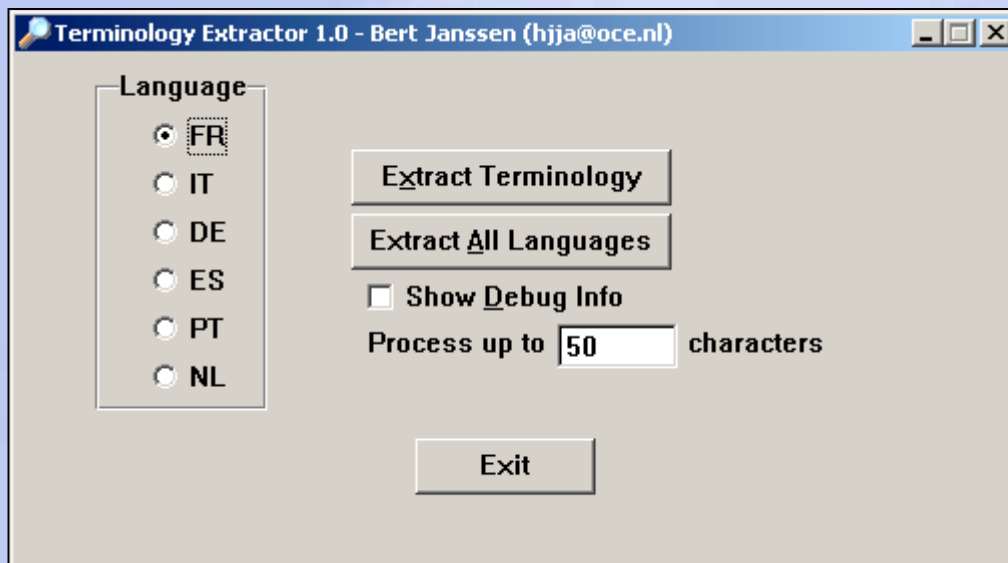 Terminology Extractor 1.0 - Bert Janssen (hjja@oce.nl)
Language
FR
IT
DE
ES
PT
NL
Extract Terminology
Extract All Languages
Show Debug Info
Process up to 50 characters
Exit